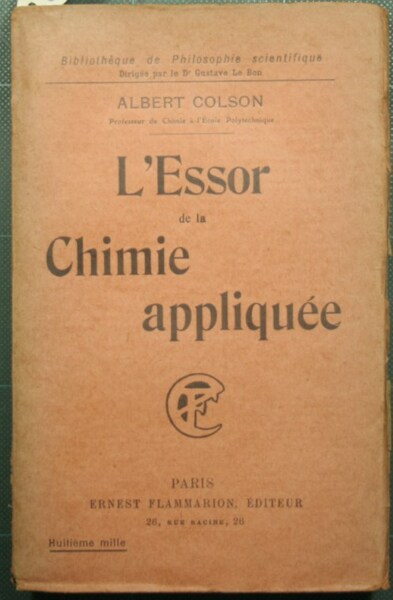 Bibliothèque de Philosophie scientifique
Dirigée par le Dr Gustave Le Bon
ALBERT COLSON
Professeur de Chimie à l'École Polytechnique
L'Essor
de la
Chimie
appliquée
PARIS
ERNEST FLAMMARION, ÉDITEUR
26, RUE RACINE, 26
Huitième mille